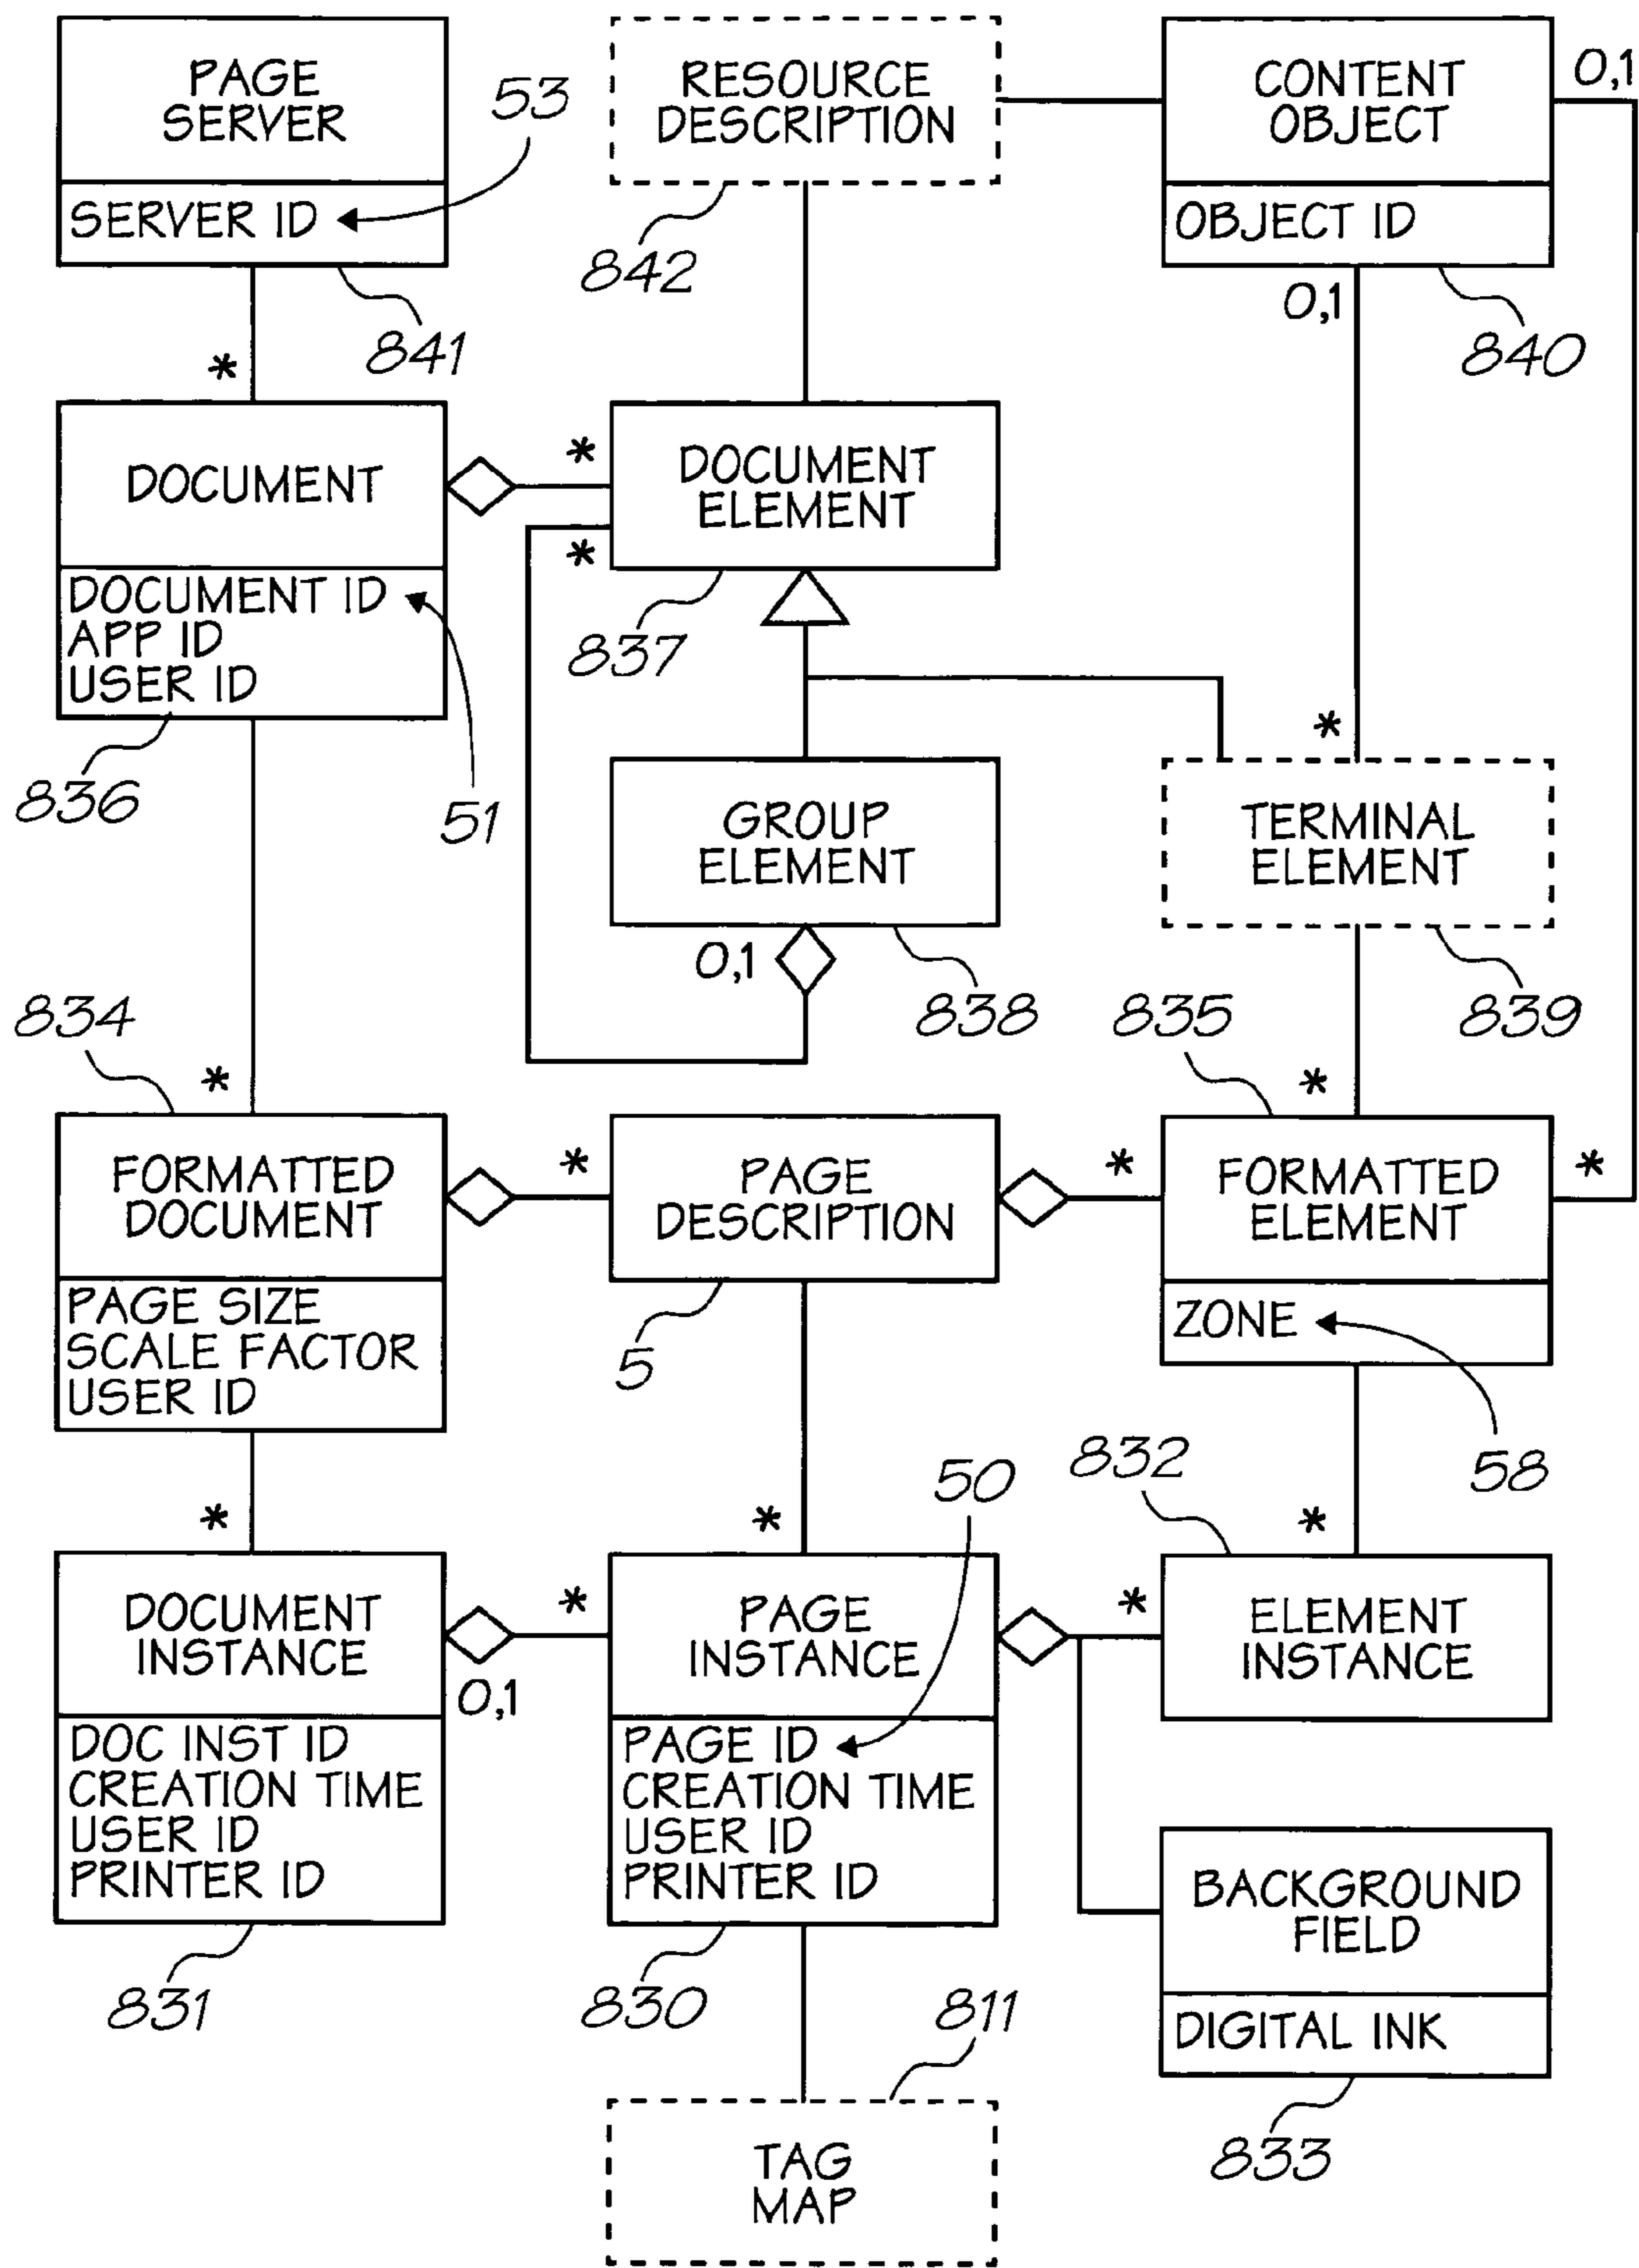 PAGE
SERVER
SERVER ID
53
841
RESOURCE
DESCRIPTION
842
CONTENT
OBJECT
OBJECT ID
0,1
0,1
840
*
DOCUMENT
DOCUMENT ID
APP ID
USER ID
836
51
*
*
DOCUMENT
ELEMENT
837
GROUP
ELEMENT
0,1
838
*
TERMINAL
ELEMENT
839
834
*
FORMATTED
DOCUMENT
PAGE SIZE
SCALE FACTOR
USER ID
*
PAGE
DESCRIPTION
5
835
*
*
*
FORMATTED
ELEMENT
ZONE
58
*
DOCUMENT
INSTANCE
0,1
DOC INST ID
CREATION TIME
USER ID
PRINTER ID
831
50
*
*
PAGE
INSTANCE
PAGE ID
CREATION TIME
USER ID
PRINTER ID
830
832
*
*
ELEMENT
INSTANCE
BACKGROUND
FIELD
DIGITAL INK
833
811
TAG
MAP